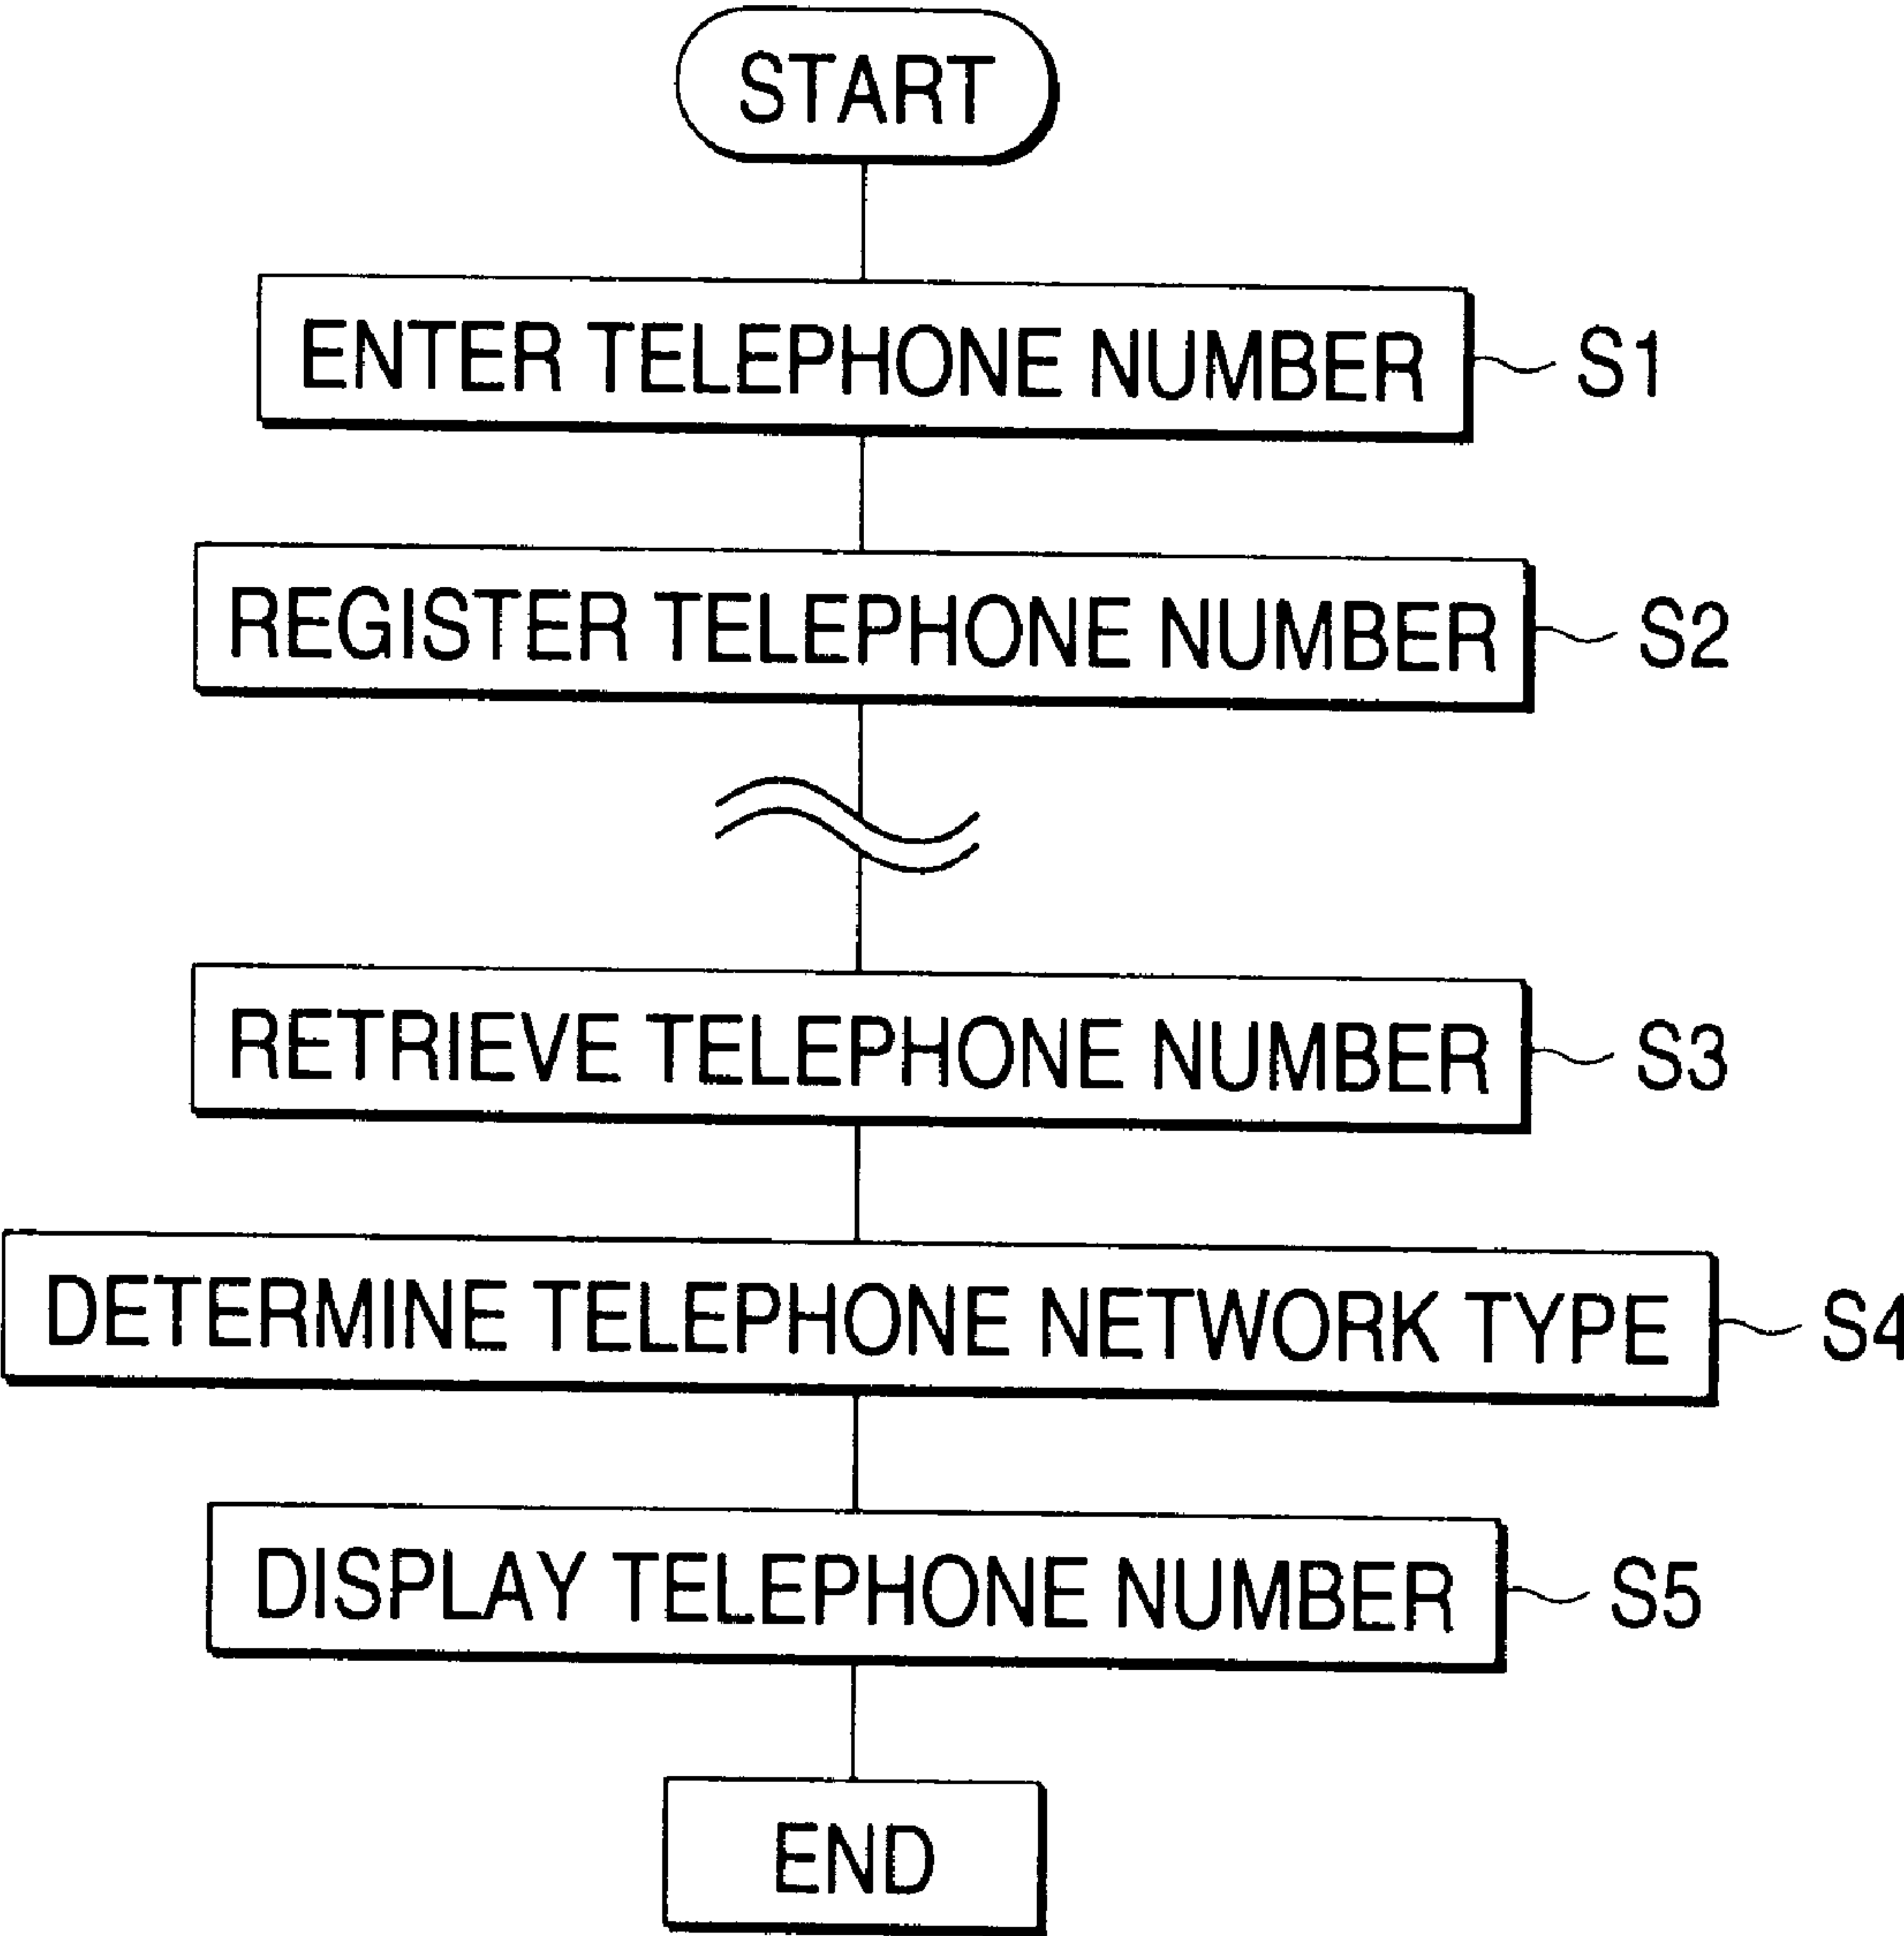 START
ENTER TELEPHONE NUMBER S1
REGISTER TELEPHONE NUMBER S2
RETRIEVE TELEPHONE NUMBER S3
DETERMINE TELEPHONE NETWORK TYPE S4
DISPLAY TELEPHONE NUMBER S5
END